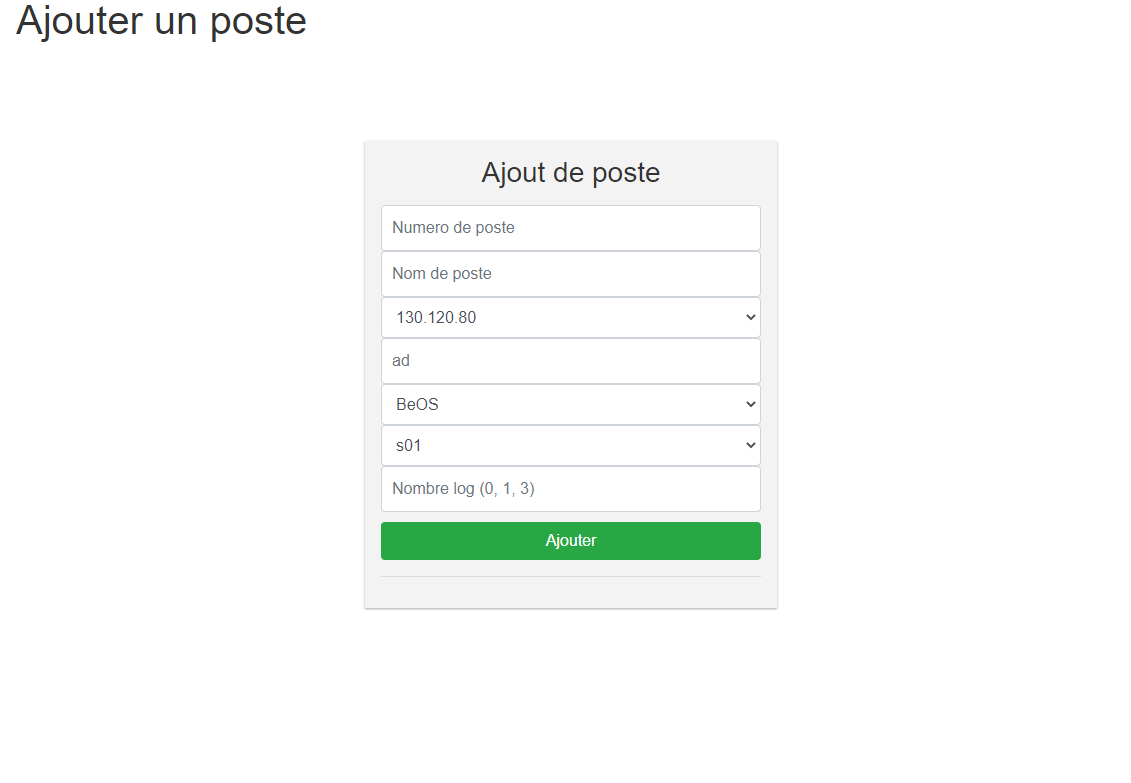 Ajouter un poste
Ajout de poste
Numero de poste
Nom de poste
130.120.80
ad
BeOS
s01
Nombre log (0, 1, 3)
Ajouter